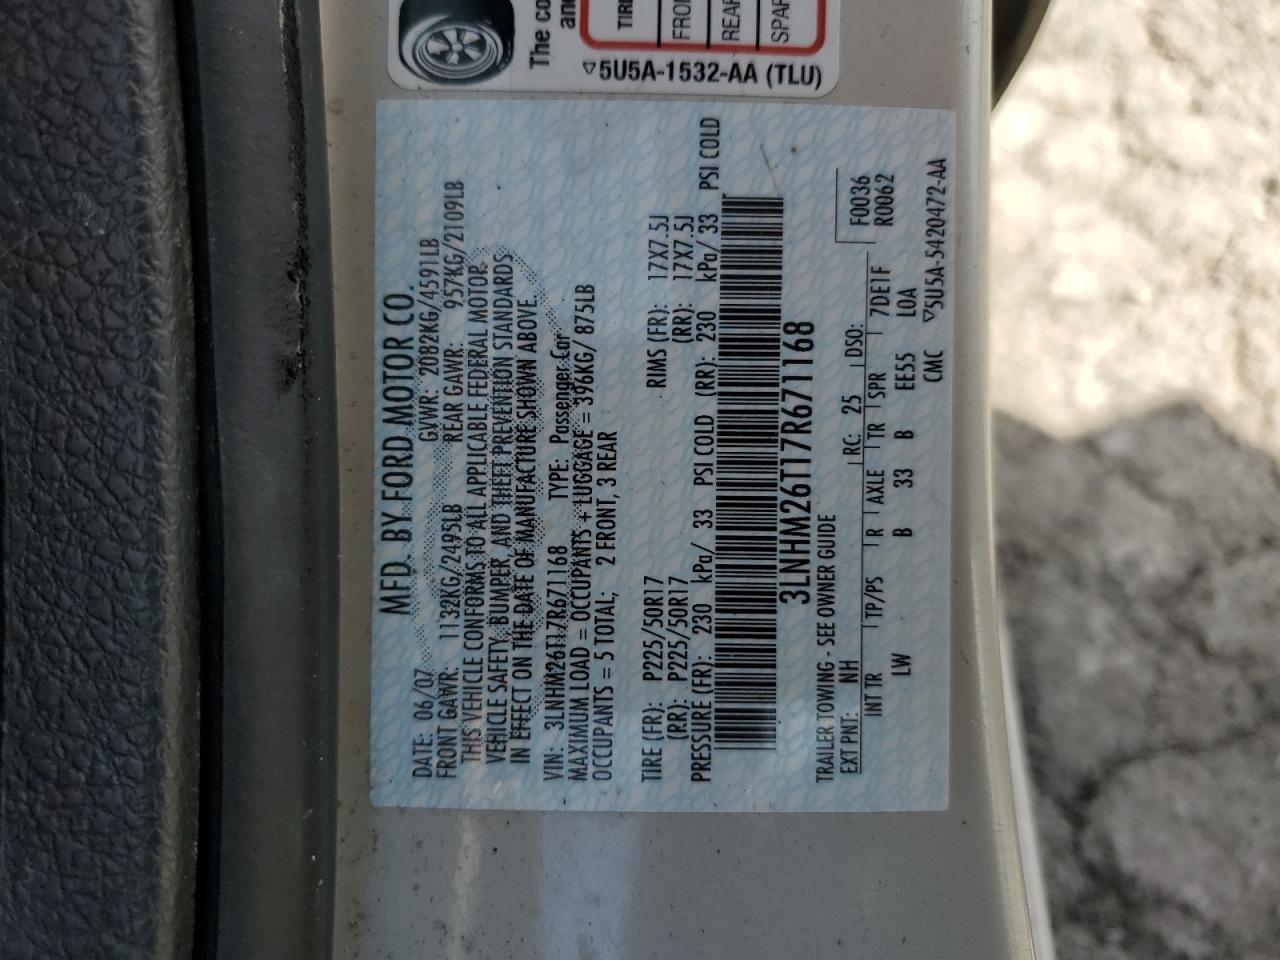 The co
and
TIRE
FRO
REAR
SPAR
▽5U5A-1532-AA (TLU)
MFD. BY FORD MOTOR CO.
DATE: 06/07 GVWR: 2082KG/4591LB
FRONT GAWR: 1132KG/2495LB REAR GAWR: 957KG/2109LB
THIS VEHICLE CONFORMS TO ALL APPLICABLE FEDERAL MOTOR
VEHICLE SAFETY, BUMPER, AND THEFT PREVENTION STANDARDS
IN EFFECT ON THE DATE OF MANUFACTURE SHOWN ABOVE.
VIN: 3LNHM26T17R671168 TYPE: Passenger Car
MAXIMUM LOAD = OCCUPANTS + LUGGAGE = 396KG/ 875LB
OCCUPANTS = 5 TOTAL; 2 FRONT, 3 REAR
TIRE (FR): P225/50R17 RIMS (FR): 17X7.5J
(RR): P225/50R17 (RR): 17X7.5J
PRESSURE (FR): 230 kPa/ 33 PSI COLD (RR): 230 kPa/ 33 PSI COLD
3LNHM26T17R671168
TRAILER TOWING - SEE OWNER GUIDE F0036
EXT PNT: NH RC: 25 DSO: R0062
INT TR TP/PS R AXLE TR SPR 7DE1F
LW B 33 B EE55 LOA
CMC ▽5U5A-5420472-AA